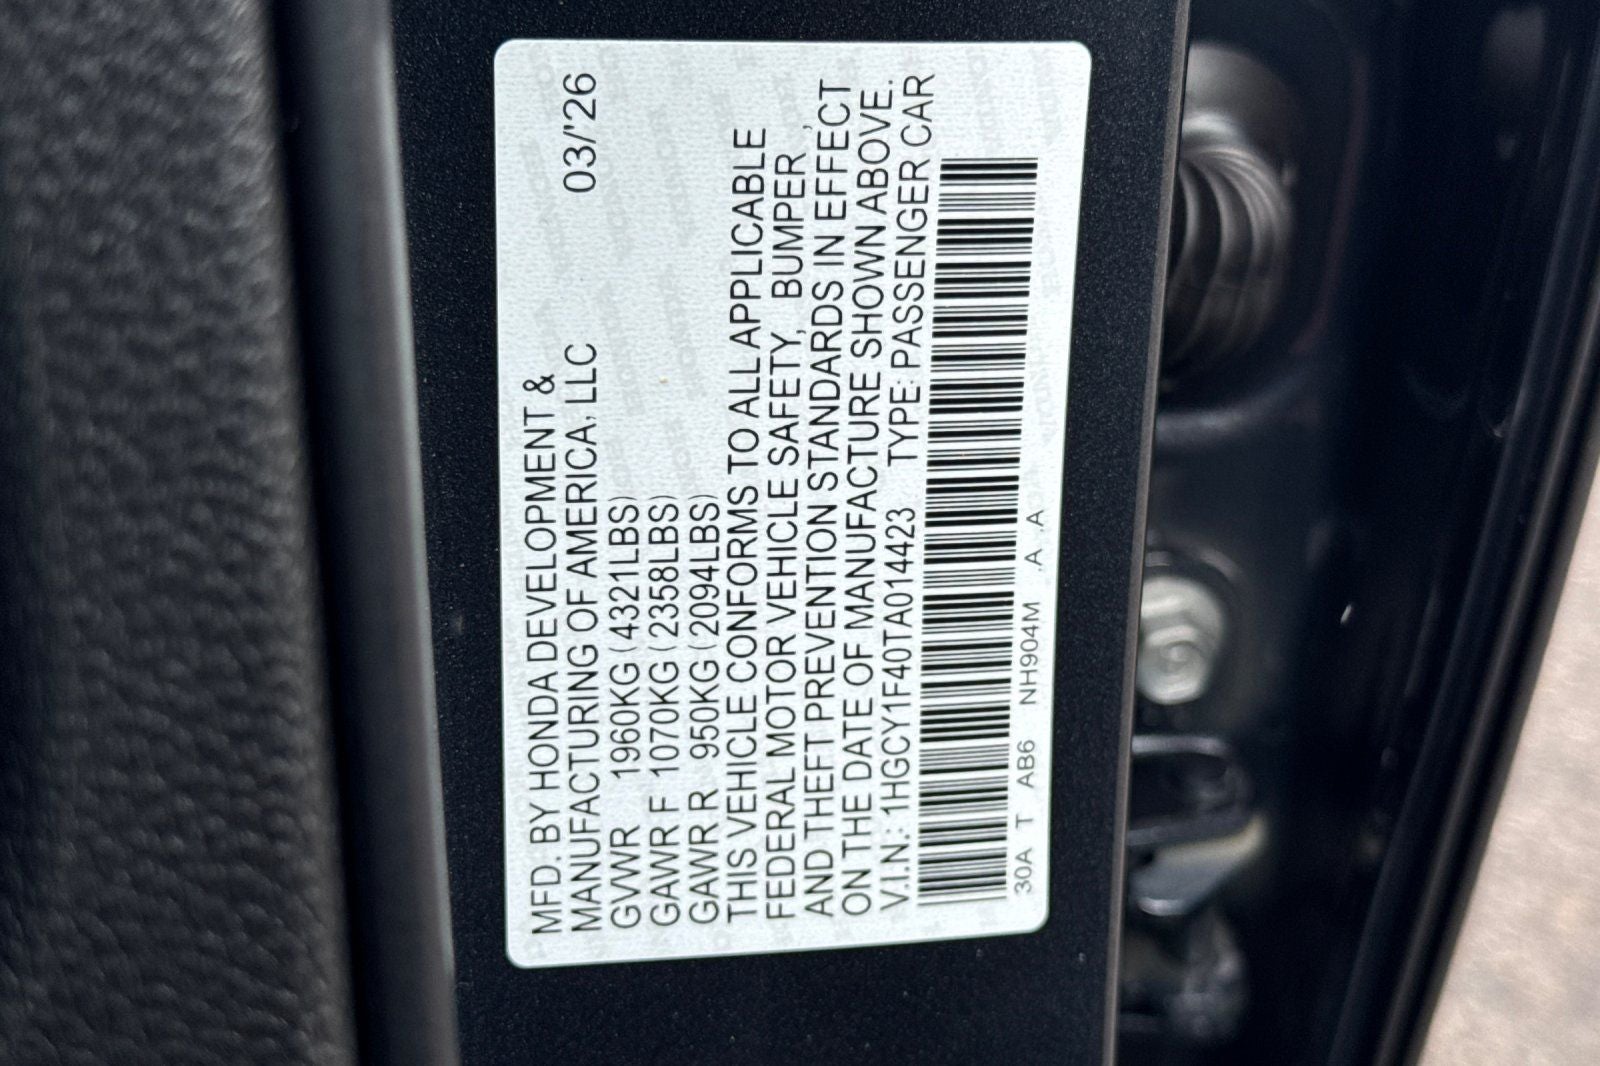 MFD. BY HONDA DEVELOPMENT &
MANUFACTURING OF AMERICA, LLC 03/'26
GVWR 1960KG (4321LBS)
GAWR F 1070KG (2358LBS)
GAWR R 950KG (2094LBS)
THIS VEHICLE CONFORMS TO ALL APPLICABLE
FEDERAL MOTOR VEHICLE SAFETY, BUMPER,
AND THEFT PREVENTION STANDARDS IN EFFECT
ON THE DATE OF MANUFACTURE SHOWN ABOVE.
V.I.N.: 1HGCY1F40TA014423 TYPE: PASSENGER CAR
30A T AB6 NH904M .A .A